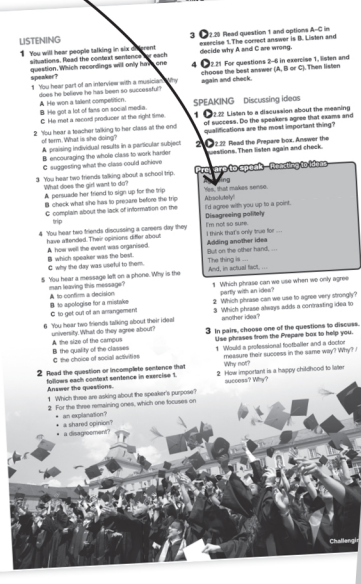 LISTENING
1 You will hear people talking in six different
situations. Read the context sentence for each
question. Which recordings will only have one
speaker?
1 You hear part of an interview with a musician. Why
does he believe he has been so successful?
A He won a talent competition.
B He got a lot of fans on social media.
C He met a record producer at the right time.
2 You hear a teacher talking to her class at the end
of term. What is she doing?
A praising individual results in a particular subject
B encouraging the whole class to work harder
C suggesting what the class could achieve
3 You hear two friends talking about a school trip.
What does the girl want to do?
A persuade her friend to sign up for the trip
B check what she has to prepare before the trip
C complain about the lack of information on the
trip
4 You hear two friends discussing a careers day they
have attended. Their opinions differ about
A how well the event was organised.
B which speaker was the best.
C why the day was useful to them.
5 You hear a message left on a phone. Why is the
man leaving this message?
A to confirm a decision
B to apologise for a mistake
C to get out of an arrangement
6 You hear two friends talking about their ideal
university. What do they agree about?
A the size of the campus
B the quality of the classes
C the choice of social activities
2 Read the question or incomplete sentence that
follows each context sentence in exercise 1.
Answer the questions.
1 Which three are asking about the speaker's purpose?
2 For the three remaining ones, which one focuses on
• an explanation?
• a shared opinion?
• a disagreement?
3 2.20 Read question 1 and options A–C in
exercise 1. The correct answer is B. Listen and
decide why A and C are wrong.
4 2.21 For questions 2–6 in exercise 1, listen and
choose the best answer (A, B or C). Then listen
again and check.
SPEAKING Discussing ideas
1 2.22 Listen to a discussion about the meaning
of success. Do the speakers agree that exams and
qualifications are the most important thing?
2 2.22 Read the Prepare box. Answer the
questions. Then listen again and check.
Prepare to speak – Reacting to ideas
Yes, that makes sense.
Absolutely!
I'd agree with you up to a point.
Disagreeing politely
I'm not so sure.
I think that's only true for ...
Adding another idea
But on the other hand, ...
The thing is ...
And, in actual fact, ...
1 Which phrase can we use when we only agree
partly with an idea?
2 Which phrase can we use to agree very strongly?
3 Which phrase always adds a contrasting idea to
another idea?
3 In pairs, choose one of the questions to discuss.
Use phrases from the Prepare box to help you.
1 Would a professional footballer and a doctor
measure their success in the same way? Why? /
Why not?
2 How important is a happy childhood to later
success? Why?